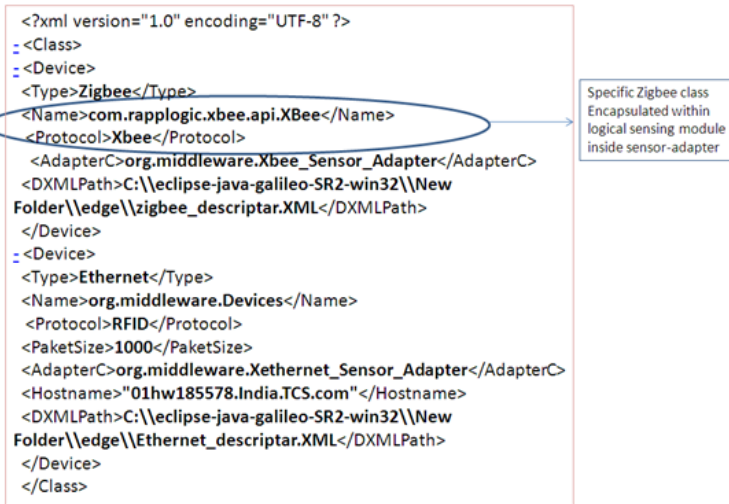 <?xml version="1.0" encoding="UTF-8" ?>
- <Class>
- <Device>
<Type>Zigbee</Type>
<Name>com.rapplogic.xbee.api.XBee</Name>
<Protocol>Xbee</Protocol>
<AdapterC>org.middleware.Xbee_Sensor_Adapter</AdapterC>
<DXMLPath>C:\\eclipse-java-galileo-SR2-win32\\New
Folder\\edge\\zigbee_descriptar.XML</DXMLPath>
</Device>
- <Device>
<Type>Ethernet</Type>
<Name>org.middleware.Devices</Name>
<Protocol>RFID</Protocol>
<PaketSize>1000</PaketSize>
<AdapterC>org.middleware.Xethernet_Sensor_Adapter</AdapterC>
<Hostname>"01hw185578.India.TCS.com"</Hostname>
<DXMLPath>C:\\eclipse-java-galileo-SR2-win32\\New
Folder\\edge\\Ethernet_descriptar.XML</DXMLPath>
</Device>
</Class>
Specific Zigbee class
Encapsulated within
logical sensing module
inside sensor-adapter